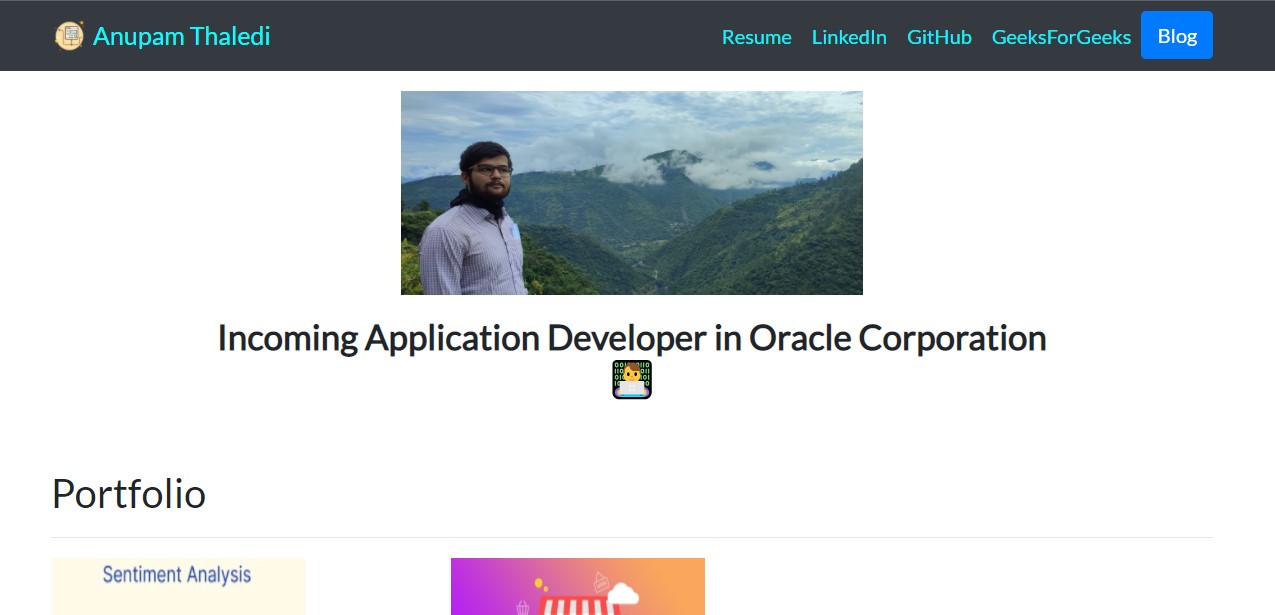 Anupam Thaledi
Resume LinkedIn GitHub GeeksForGeeks Blog
Incoming Application Developer in Oracle Corporation
Portfolio
Sentiment Analysis